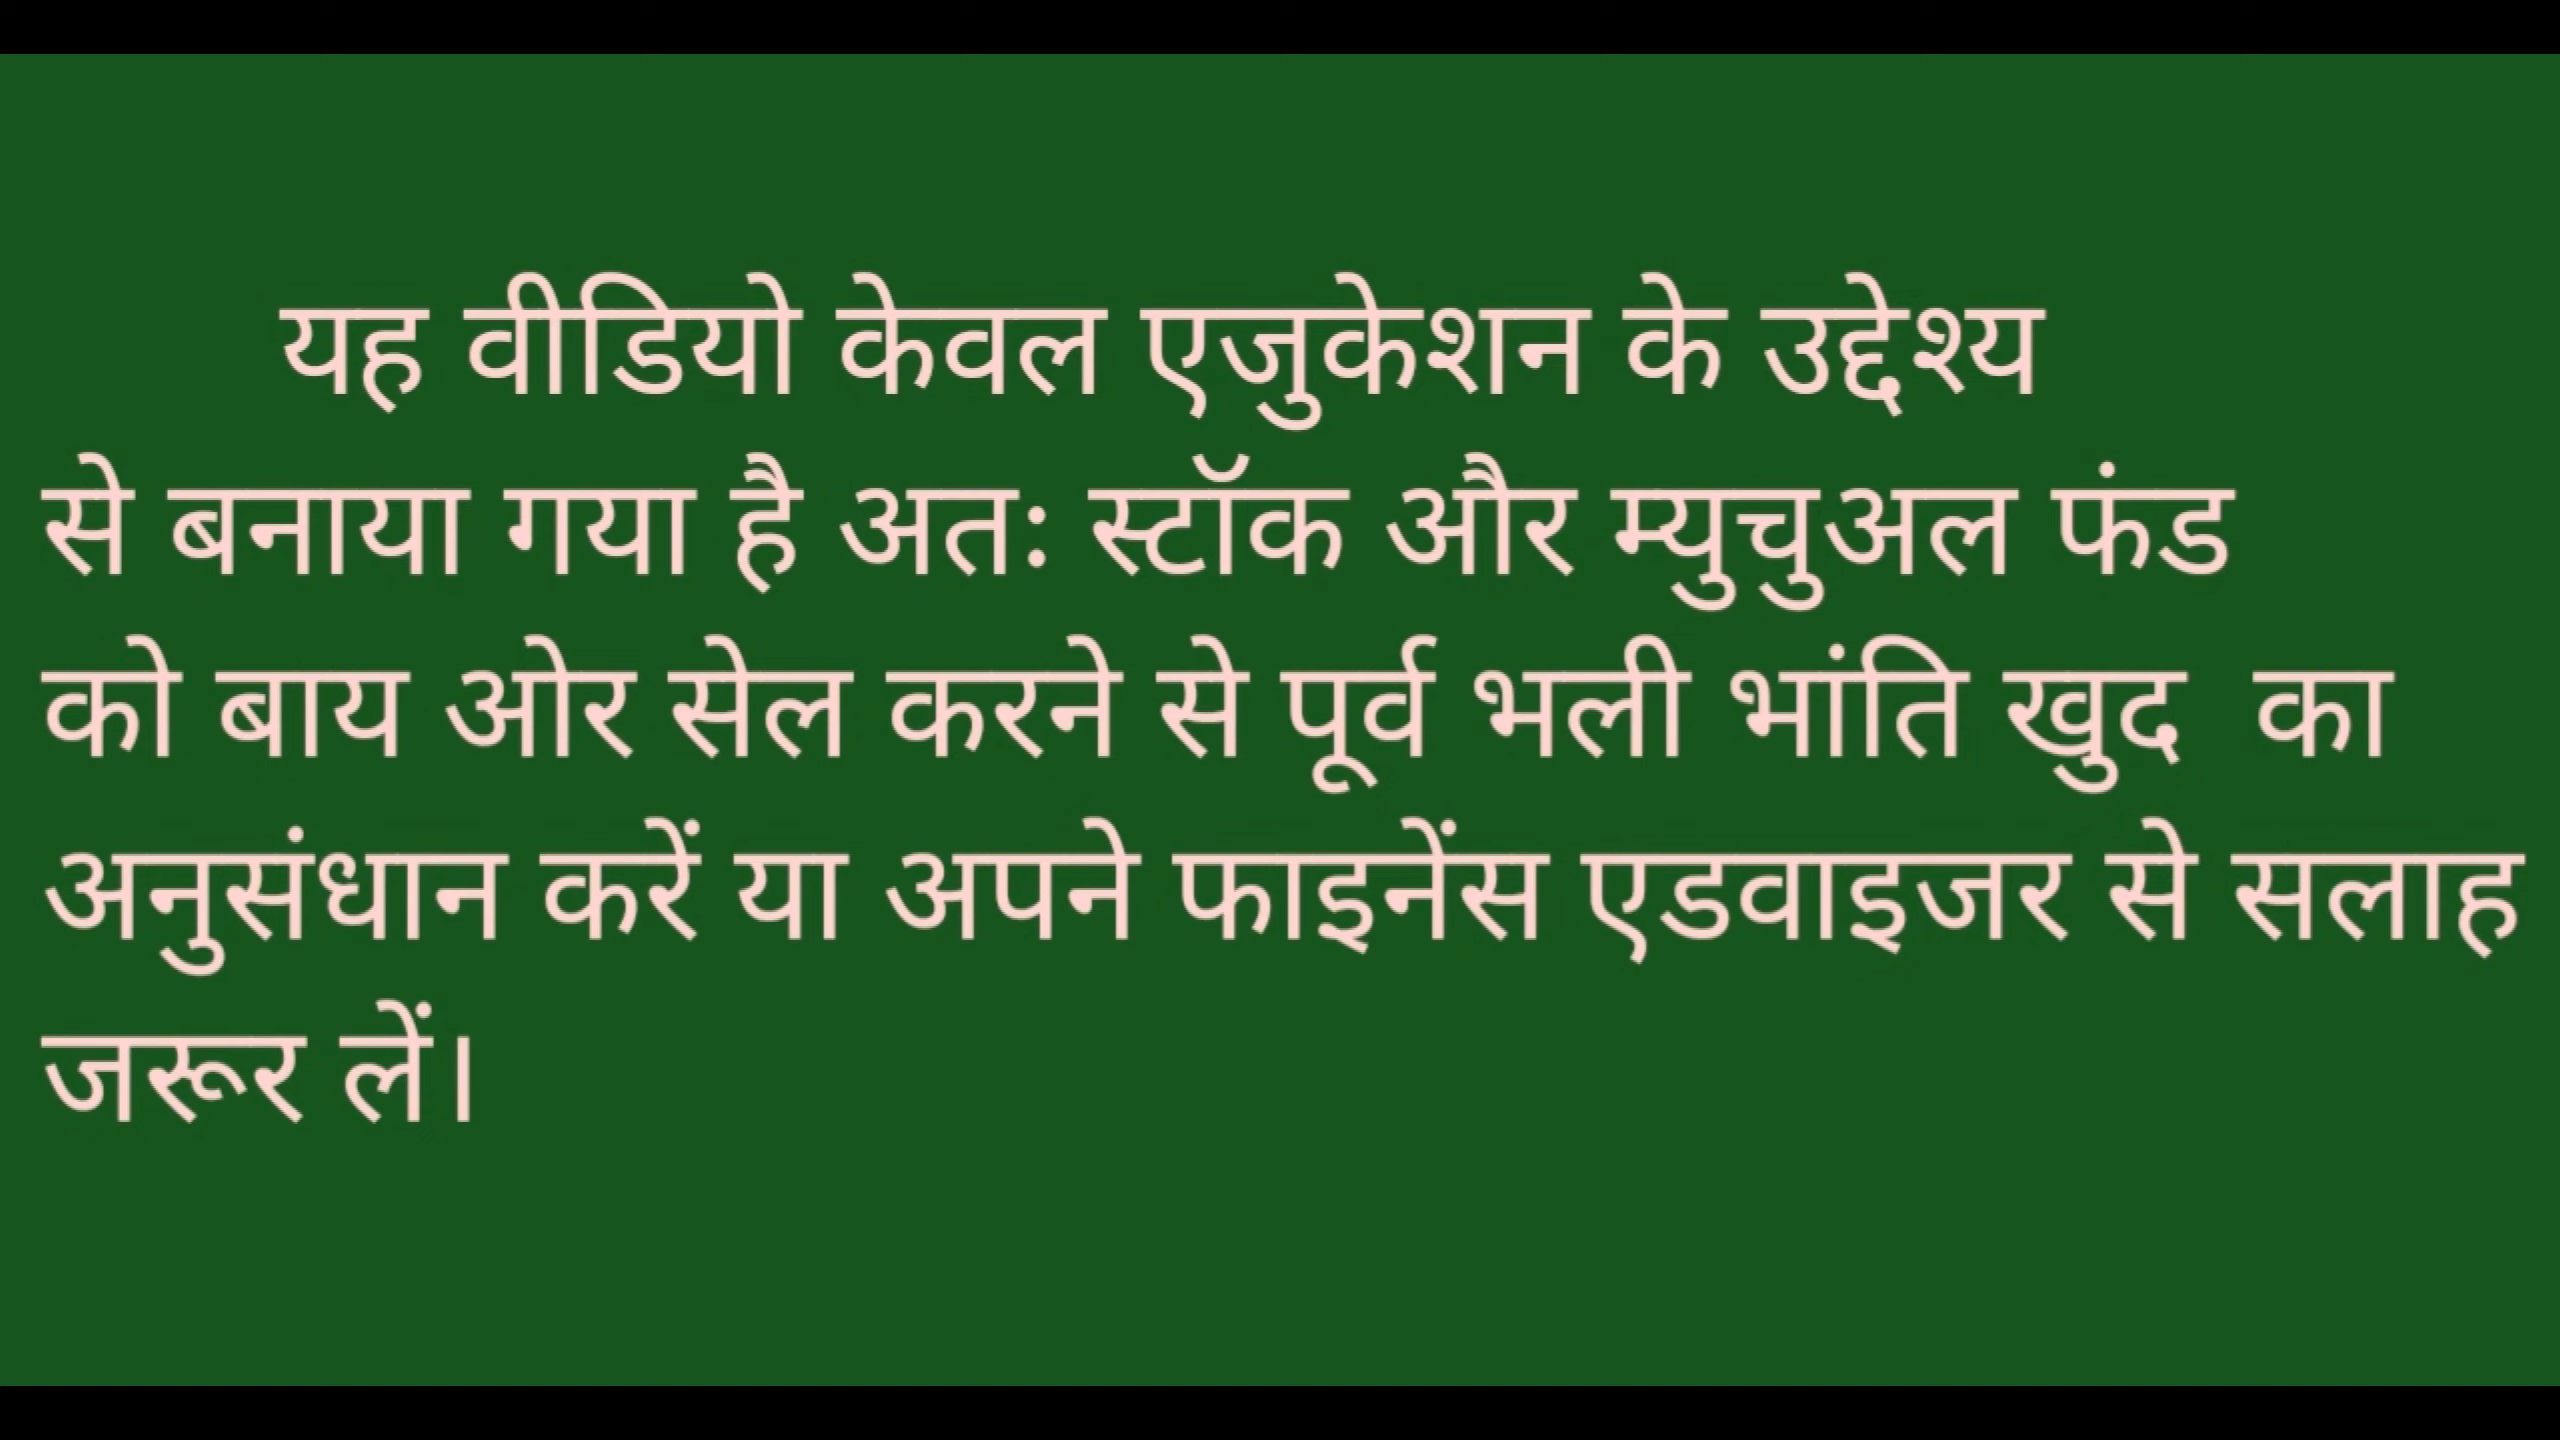 यह वीडियो केवल एजुकेशन के उद्देश्य
से बनाया गया है अतः स्टॉक और म्युचुअल फंड
को बाय ओर सेल करने से पूर्व भली भांति खुद का
अनुसंधान करें या अपने फाइनेंस एडवाइजर से सलाह
जरूर लें।